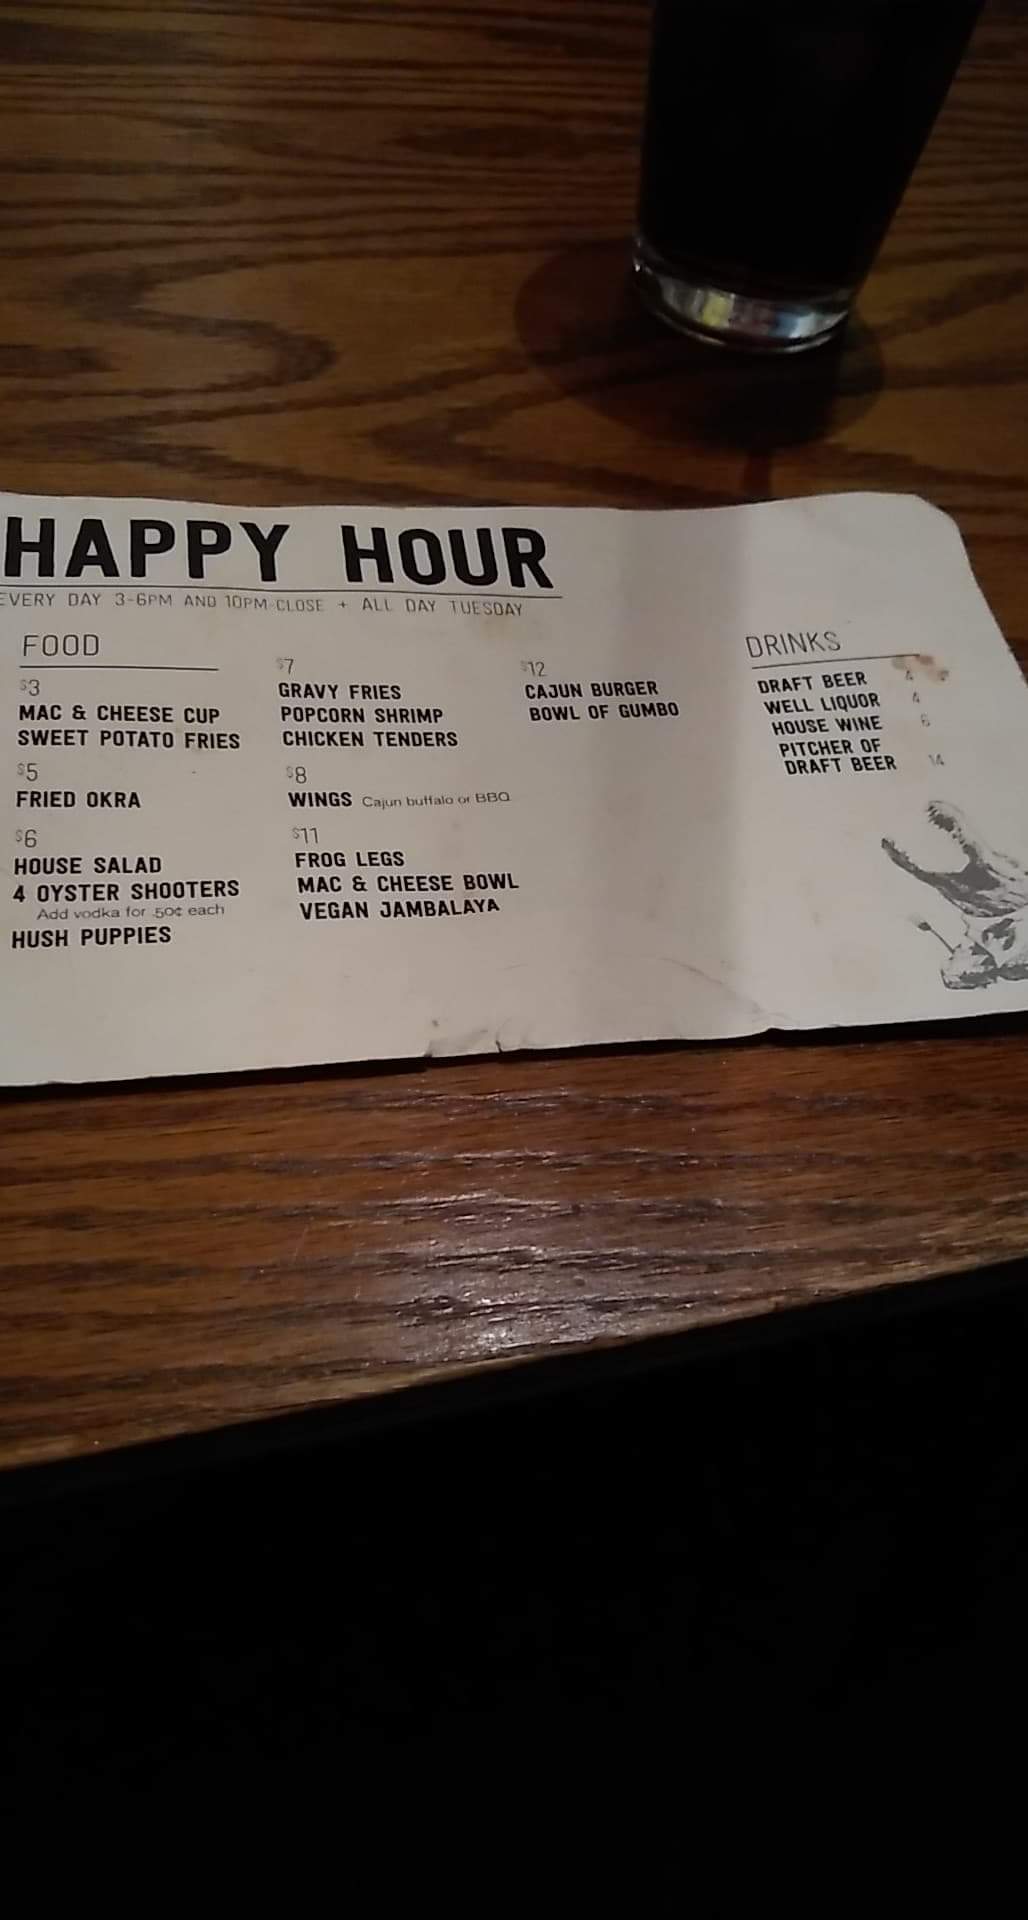 HAPPY HOUR
EVERY DAY 3-6PM AND 10PM-CLOSE + ALL DAY TUESDAY
FOOD
$3
MAC & CHEESE CUP
SWEET POTATO FRIES
$5
FRIED OKRA
$6
HOUSE SALAD
4 OYSTER SHOOTERS
Add vodka for .50¢ each
HUSH PUPPIES
$7
GRAVY FRIES
POPCORN SHRIMP
CHICKEN TENDERS
$8
WINGS Cajun buffalo or BBQ
$11
FROG LEGS
MAC & CHEESE BOWL
VEGAN JAMBALAYA
$12
CAJUN BURGER
BOWL OF GUMBO
DRINKS
DRAFT BEER 4
WELL LIQUOR 4
HOUSE WINE 6
PITCHER OF
DRAFT BEER 14